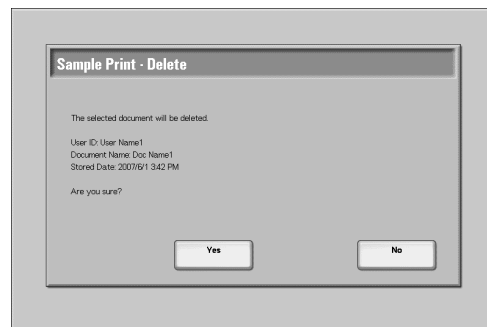 Sample Print - Delete
The selected document will be deleted.
User ID: User Name1
Document Name: Doc Name1
Stored Date: 2007/6/1 3:42 PM
Are you sure?
Yes
No